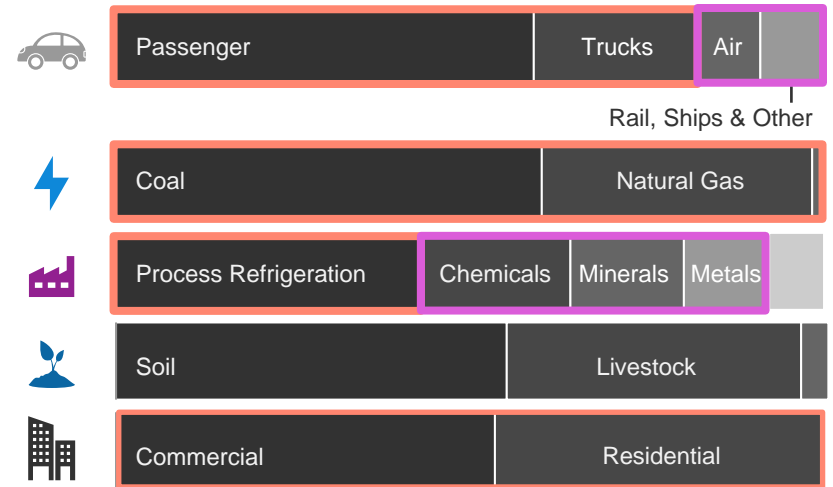 Passenger
Trucks
Air
Rail, Ships & Other
Coal
Natural Gas
Process Refrigeration
Chemicals
Minerals
Metals
Soil
Livestock
Commercial
Residential